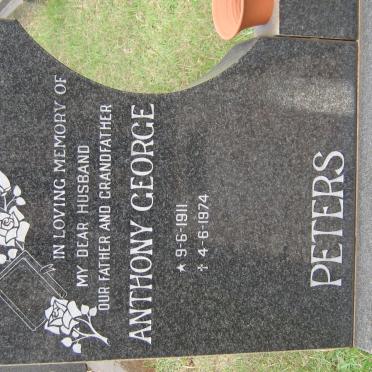 IN LOVING MEMORY OF
MY DEAR HUSBAND
OUR FATHER AND GRANDFATHER
ANTHONY GEORGE
★ 9-6-1911
✝ 4-6-1974
PETERS